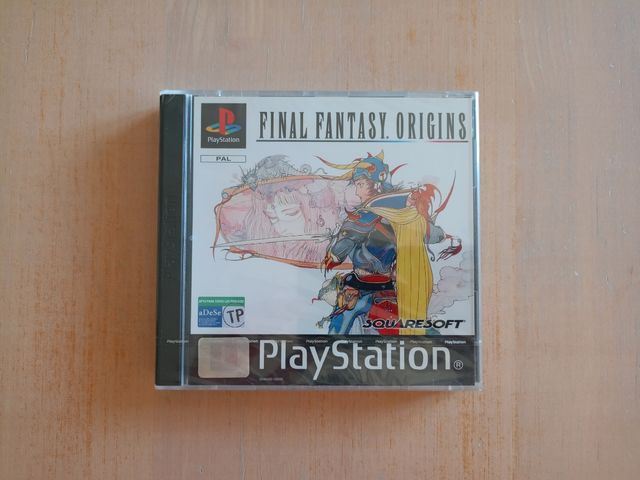 PlayStation
PAL
FINAL FANTASY. ORIGINS
aDeSe
TP
SQUARESOFT
PlayStation®